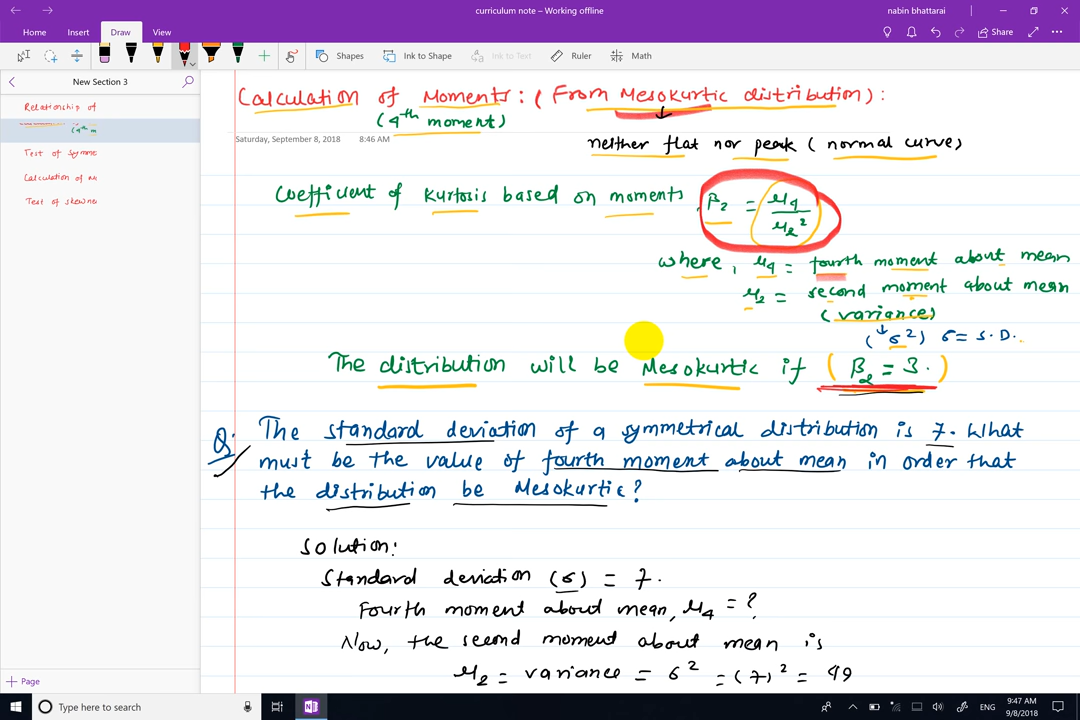 curriculum note – Working offline
nabin bhattarai
Home
Insert
Draw
View
Share
Shapes
Ink to Shape
Ink to Text
Ruler
Math
New Section 3
Relationship of
(4th m
Test of symme
Calculation of
Test of skewne
Page
Calculation of Moments: (From Mesokurtic distribution):
(4th moment)
Saturday, September 8, 2018
8:46 AM
neither flat nor peak (normal curve)
Coefficient of Kurtosis based on moments, β₂ = μ₄/μ₂²
where, μ₄ = fourth moment about mean
μ₂ = second moment about mean
(variance)
(σ²) σ = S.D.
The distribution will be Mesokurtic if (β₂ = 3.)
Q: The standard deviation of a symmetrical distribution is 7. What
must be the value of fourth moment about mean in order that
the distribution be Mesokurtic?
Solution:
Standard deviation (σ) = 7.
Fourth moment about mean, μ₄ = ?
Now, the second moment about mean is
μ₂ = variance = σ² = (7)² = 49
Type here to search
ENG
9:47 AM
9/8/2018